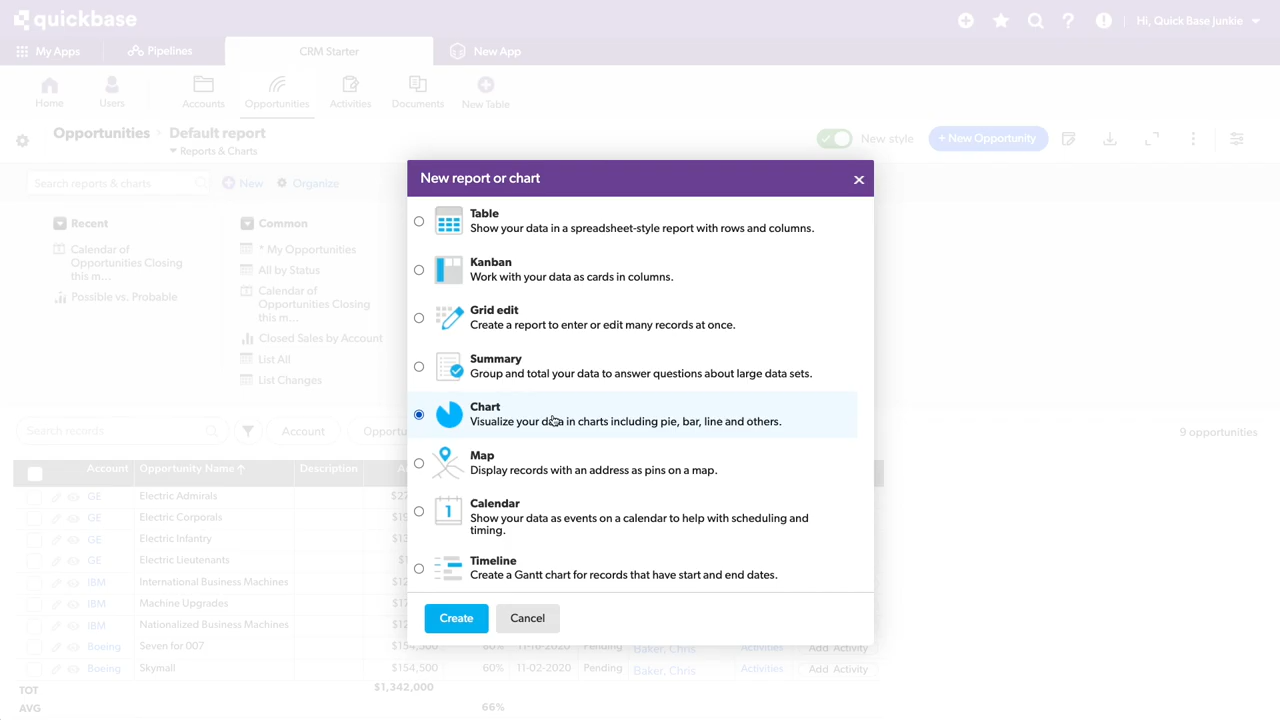 quickbase
Hi, Quick Base Junkie
My Apps
Pipelines
CRM Starter
New App
Home
Users
Accounts
Opportunities
Activities
Documents
New Table
Opportunities
Default report
Reports & Charts
New style
+ New Opportunity
Search reports & charts
New
Organize
Recent
Calendar of
Opportunities Closing
this m...
Possible vs. Probable
Common
* My Opportunities
All by Status
Calendar of
Opportunities Closing
this m...
Closed Sales by Account
List All
List Changes
New report or chart
Table
Show your data in a spreadsheet-style report with rows and columns.
Kanban
Work with your data as cards in columns.
Grid edit
Create a report to enter or edit many records at once.
Summary
Group and total your data to answer questions about large data sets.
Chart
Visualize your data in charts including pie, bar, line and others.
Map
Display records with an address as pins on a map.
1
Calendar
Show your data as events on a calendar to help with scheduling and
timing.
Timeline
Create a Gantt chart for records that have start and end dates.
Create
Cancel
Search records
Account
9 opportunities
Account Opportunity Name Description
GE Electric Admirals
GE Electric Corporals
GE Electric Infantry
GE Electric Lieutenants
IBM International Business Machines
IBM Machine Upgrades
IBM Nationalized Business Machines
Boeing Seven for 007 $154,500 60% 11-16-2020 Pending Baker, Chris Activities Add Activity
Boeing Skymall $154,500 60% 11-02-2020 Pending Baker, Chris Activities Add Activity
TOT $1,342,000
AVG 66%